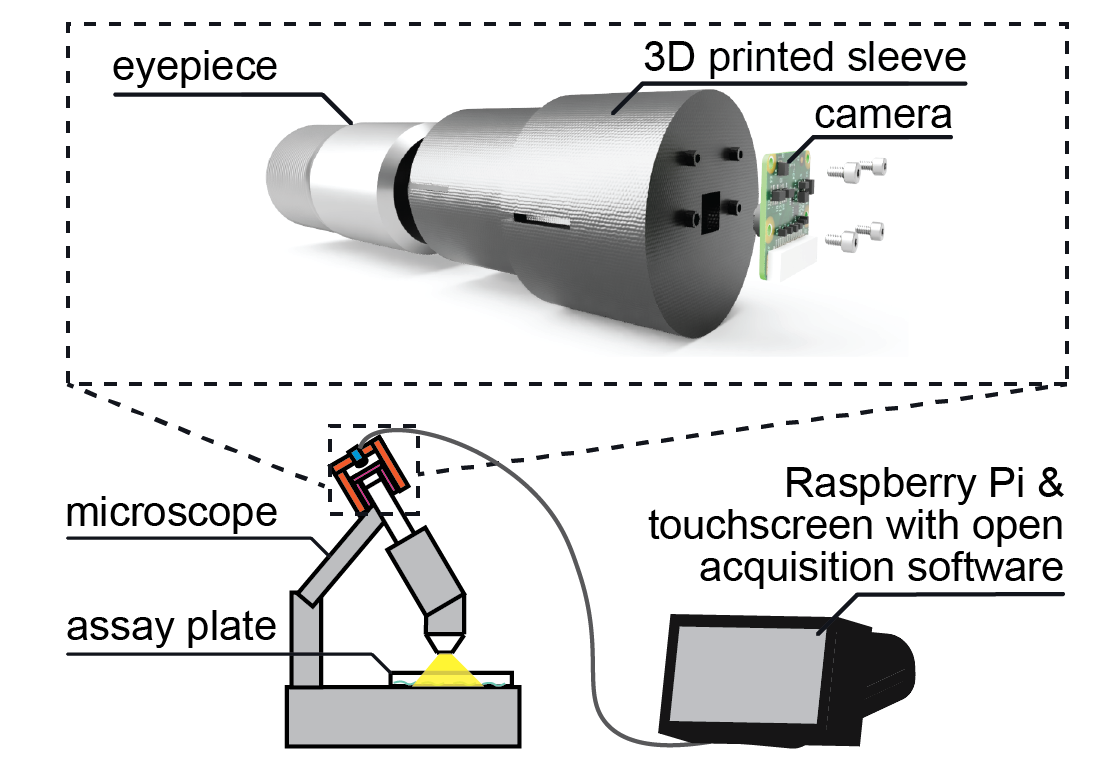 eyepiece
3D printed sleeve
camera
microscope
assay plate
Raspberry Pi &
touchscreen with open
acquisition software